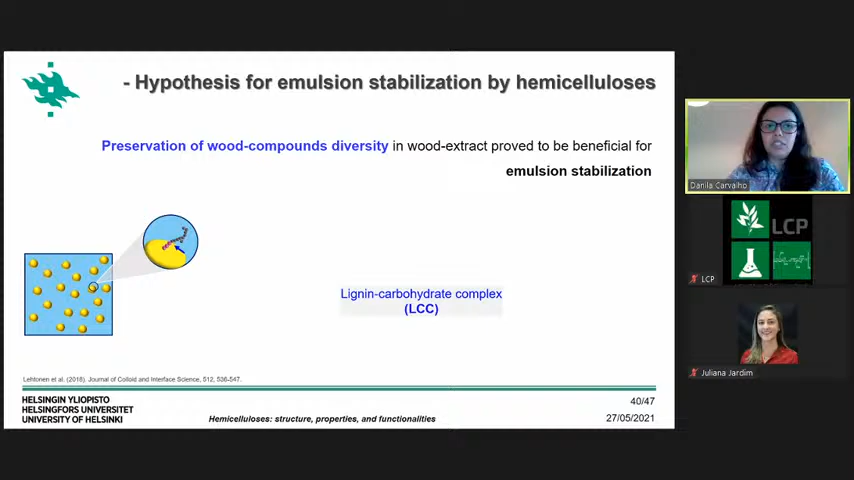 - Hypothesis for emulsion stabilization by hemicelluloses
Preservation of wood-compounds diversity in wood-extract proved to be beneficial for
emulsion stabilization
Lignin-carbohydrate complex
(LCC)
Lehtonen et al. (2018). Journal of Colloid and Interface Science, 512, 536-547.
HELSINGIN YLIOPISTO
HELSINGFORS UNIVERSITET
UNIVERSITY OF HELSINKI
Hemicelluloses: structure, properties, and functionalities
40/47
27/05/2021
Danila Carvalho
LCP
LCP
Juliana Jardim